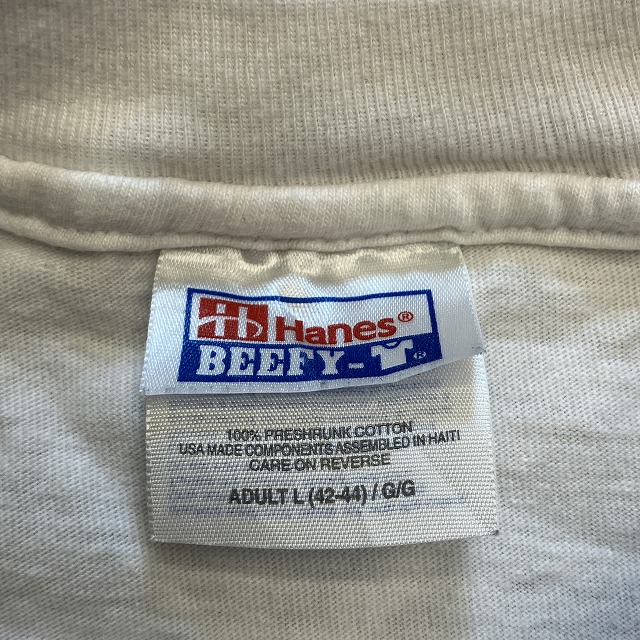 Hanes®
BEEFY-T®
100% PRESHRUNK COTTON
USA MADE COMPONENTS ASSEMBLED IN HAITI
CARE ON REVERSE
ADULT L (42-44) / G/G